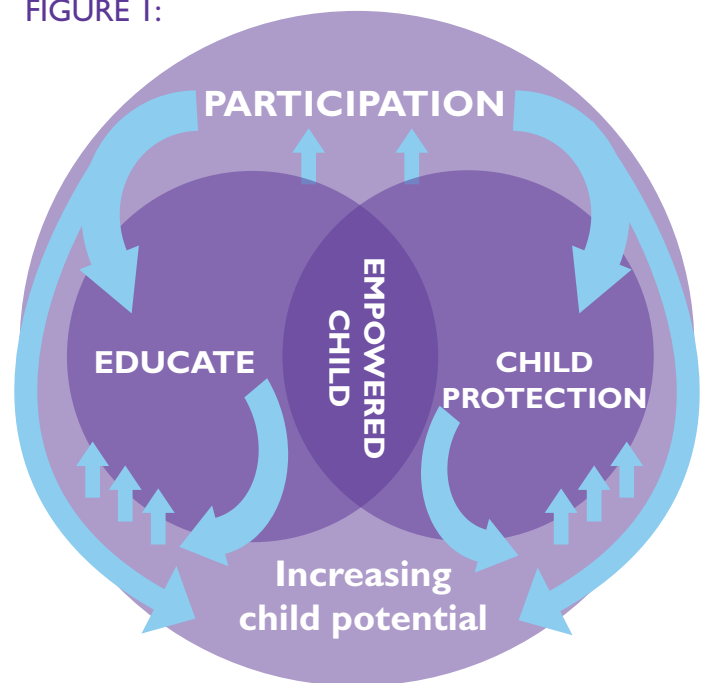 FIGURE 1:
PARTICIPATION
EDUCATE
EMPOWERED
CHILD
CHILD
PROTECTION
Increasing
child potential